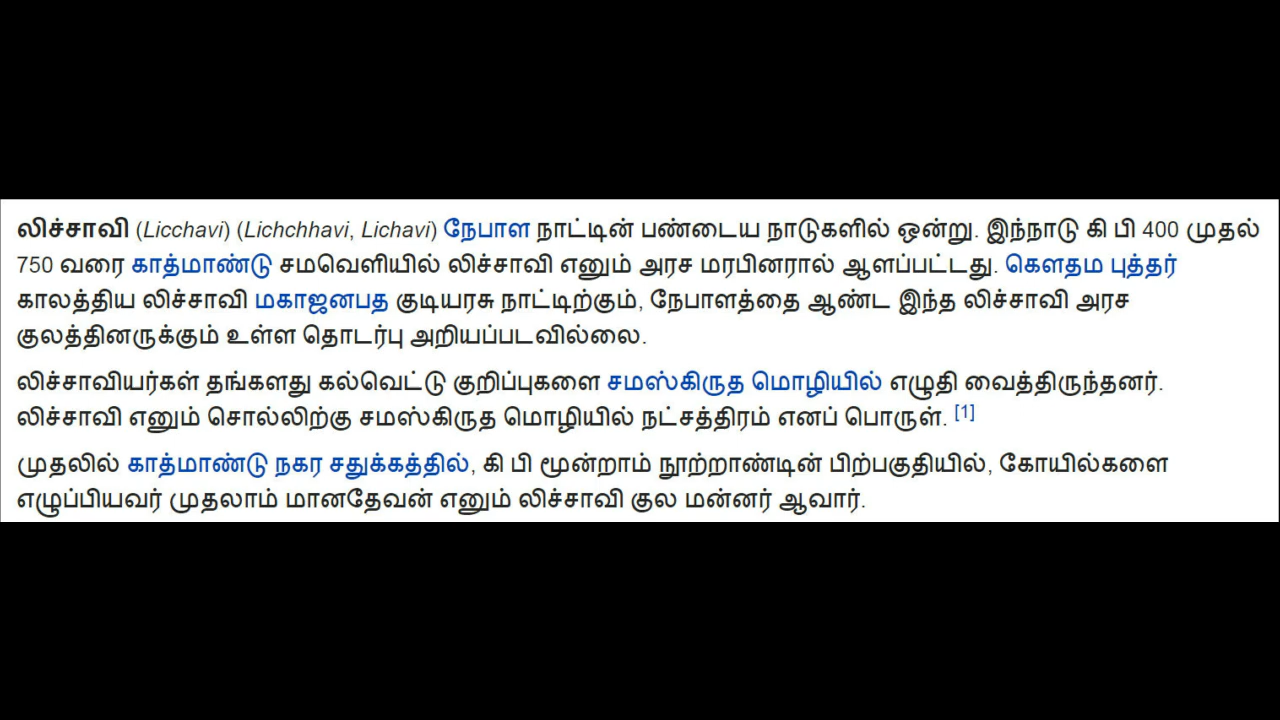 லிச்சாவி (Licchavi) (Lichchhavi, Lichavi) நேபாள நாட்டின் பண்டைய நாடுகளில் ஒன்று. இந்நாடு கி பி 400 முதல்
750 வரை காத்மாண்டு சமவெளியில் லிச்சாவி எனும் அரச மரபினரால் ஆளப்பட்டது. கௌதம புத்தர்
காலத்திய லிச்சாவி மகாஜனபத குடியரசு நாட்டிற்கும், நேபாளத்தை ஆண்ட இந்த லிச்சாவி அரச
குலத்தினருக்கும் உள்ள தொடர்பு அறியப்படவில்லை.
லிச்சாவியர்கள் தங்களது கல்வெட்டு குறிப்புகளை சமஸ்கிருத மொழியில் எழுதி வைத்திருந்தனர்.
லிச்சாவி எனும் சொல்லிற்கு சமஸ்கிருத மொழியில் நட்சத்திரம் எனப் பொருள். [1]
முதலில் காத்மாண்டு நகர சதுக்கத்தில், கி பி மூன்றாம் நூற்றாண்டின் பிற்பகுதியில், கோயில்களை
எழுப்பியவர் முதலாம் மானதேவன் எனும் லிச்சாவி குல மன்னர் ஆவார்.